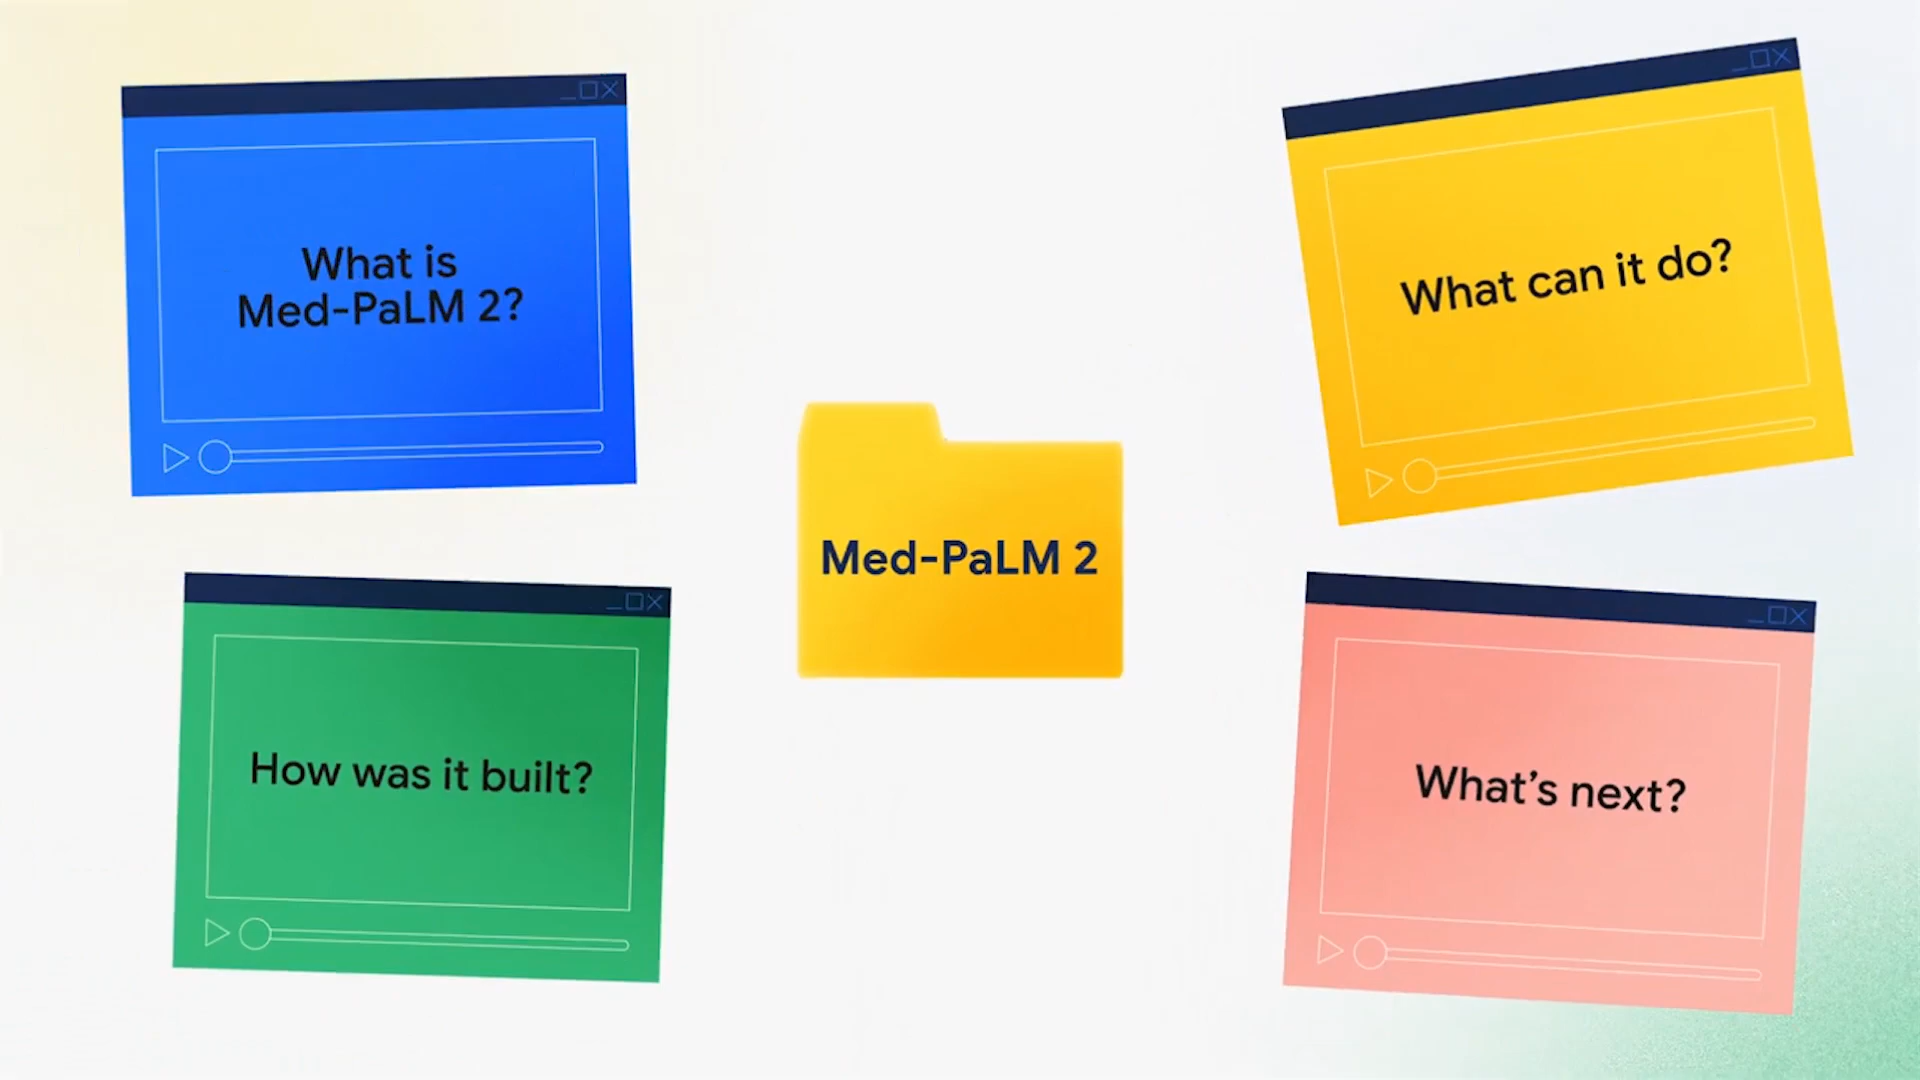 What is
Med-PaLM 2?
What can it do?
Med-PaLM 2
How was it built?
What’s next?